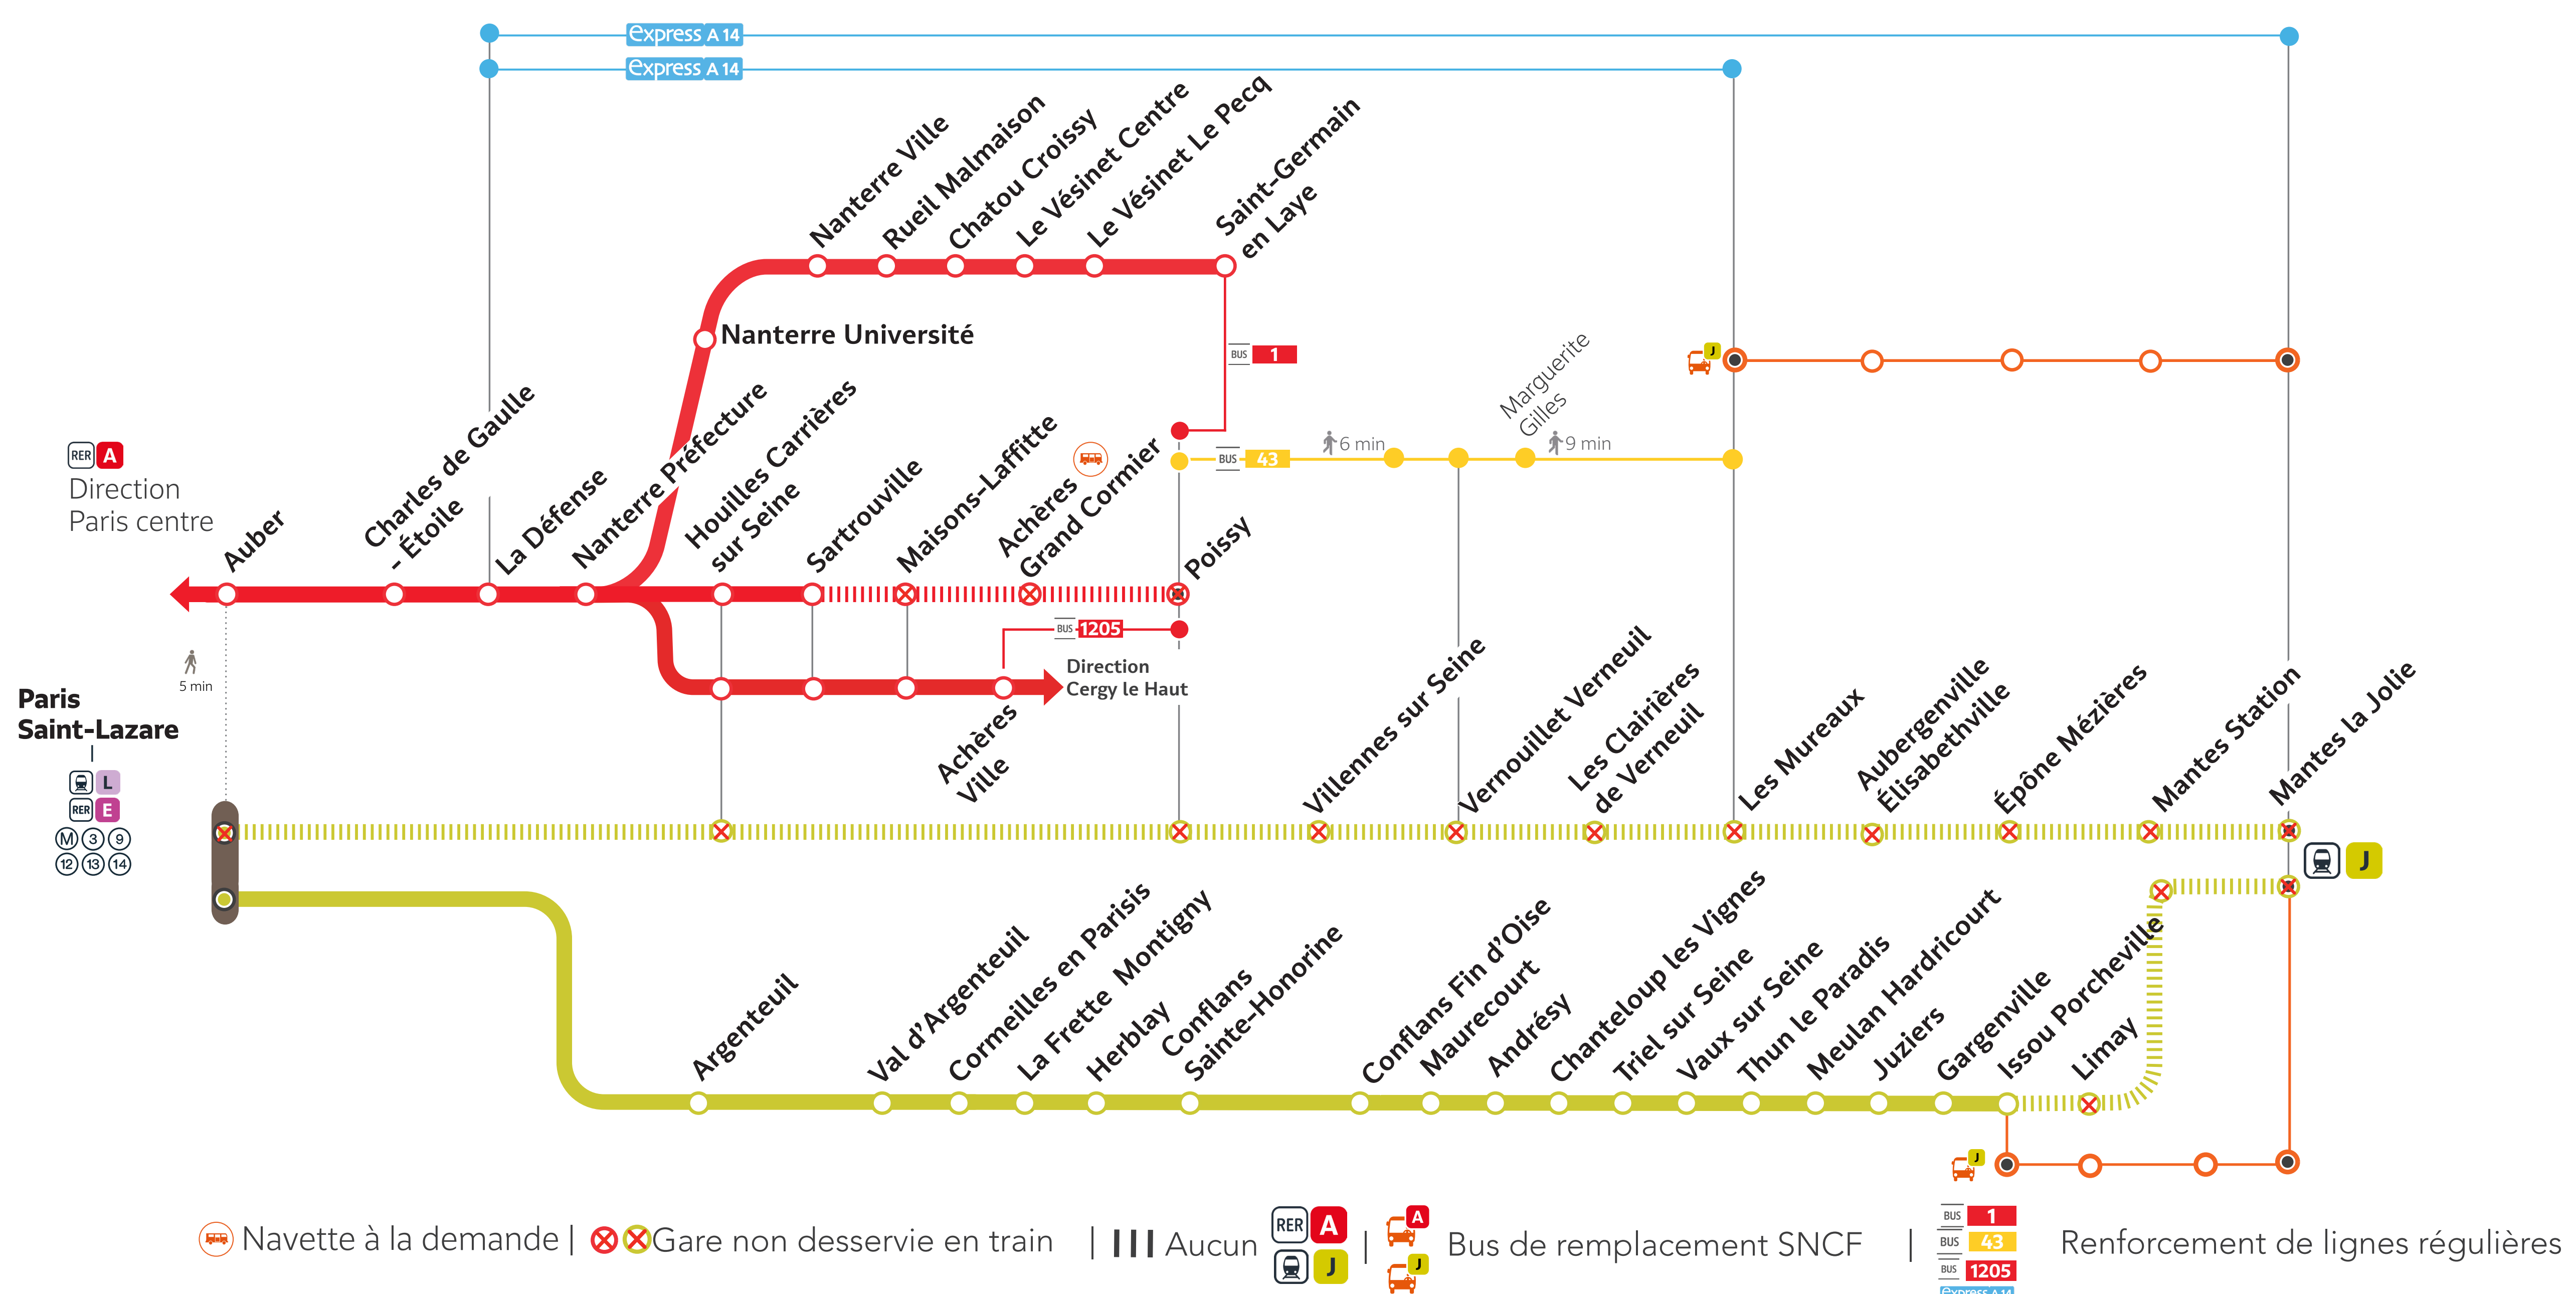 express A 14
express A 14
Nanterre Ville
Rueil Malmaison
Chatou Croissy
Le Vésinet Centre
Le Vésinet Le Pecq
Saint-Germain
en Laye
Nanterre Université
BUS 1
J
Marguerite
Gilles
BUS 43
6 min
9 min
RER A
Direction
Paris centre
Auber
Charles de Gaulle
- Étoile
La Défense
Nanterre Préfecture
Houilles Carrières
sur Seine
Sartrouville
Maisons-Laffitte
Achères
Grand Cormier
Poissy
BUS 1205
Direction
Cergy le Haut
Achères
Ville
5 min
Paris
Saint-Lazare
L
RER E
M 3 9
12 13 14
Villennes sur Seine
Vernouillet Verneuil
Les Clairières
de Verneuil
Les Mureaux
Aubergenville
Élisabethville
Épône Mézières
Mantes Station
Mantes la Jolie
J
Argenteuil
Val d'Argenteuil
Cormeilles en Parisis
La Frette Montigny
Herblay
Conflans
Sainte-Honorine
Conflans Fin d'Oise
Maurecourt
Andrésy
Chanteloup les Vignes
Triel sur Seine
Vaux sur Seine
Thun le Paradis
Meulan Hardricourt
Juziers
Gargenville
Issou Porcheville
Limay
J
Navette à la demande |
Gare non desservie en train
| Aucun
RER A
J
|
A
J
Bus de remplacement SNCF
|
BUS 1
BUS 43
BUS 1205
express A 14
Renforcement de lignes régulières